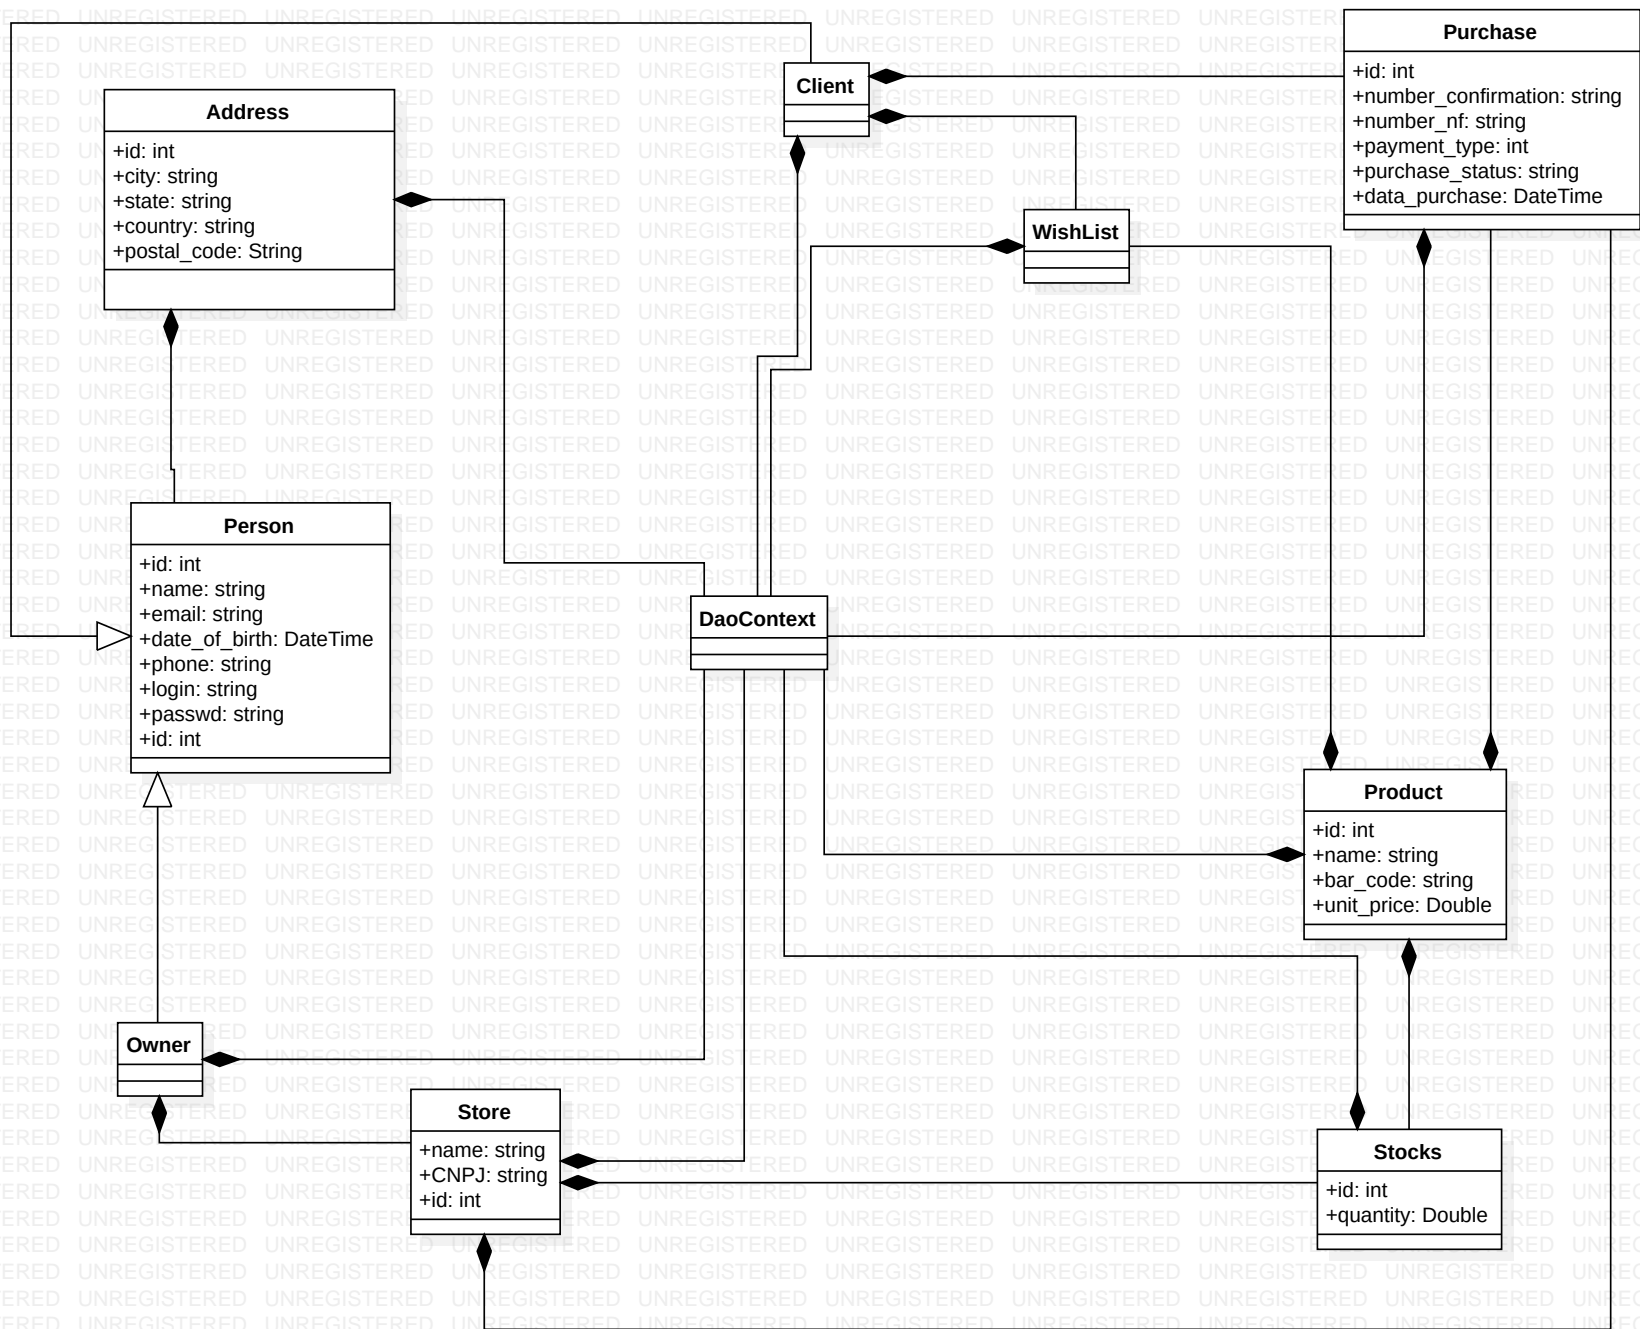 Purchase
+id: int
+number_confirmation: string
+number_nf: string
+payment_type: int
+purchase_status: string
+data_purchase: DateTime
Client
Address
+id: int
+city: string
+state: string
+country: string
+postal_code: String
WishList
Person
+id: int
+name: string
+email: string
+date_of_birth: DateTime
+phone: string
+login: string
+passwd: string
+id: int
DaoContext
Product
+id: int
+name: string
+bar_code: string
+unit_price: Double
Owner
Store
+name: string
+CNPJ: string
+id: int
Stocks
+id: int
+quantity: Double
UNREGISTERED